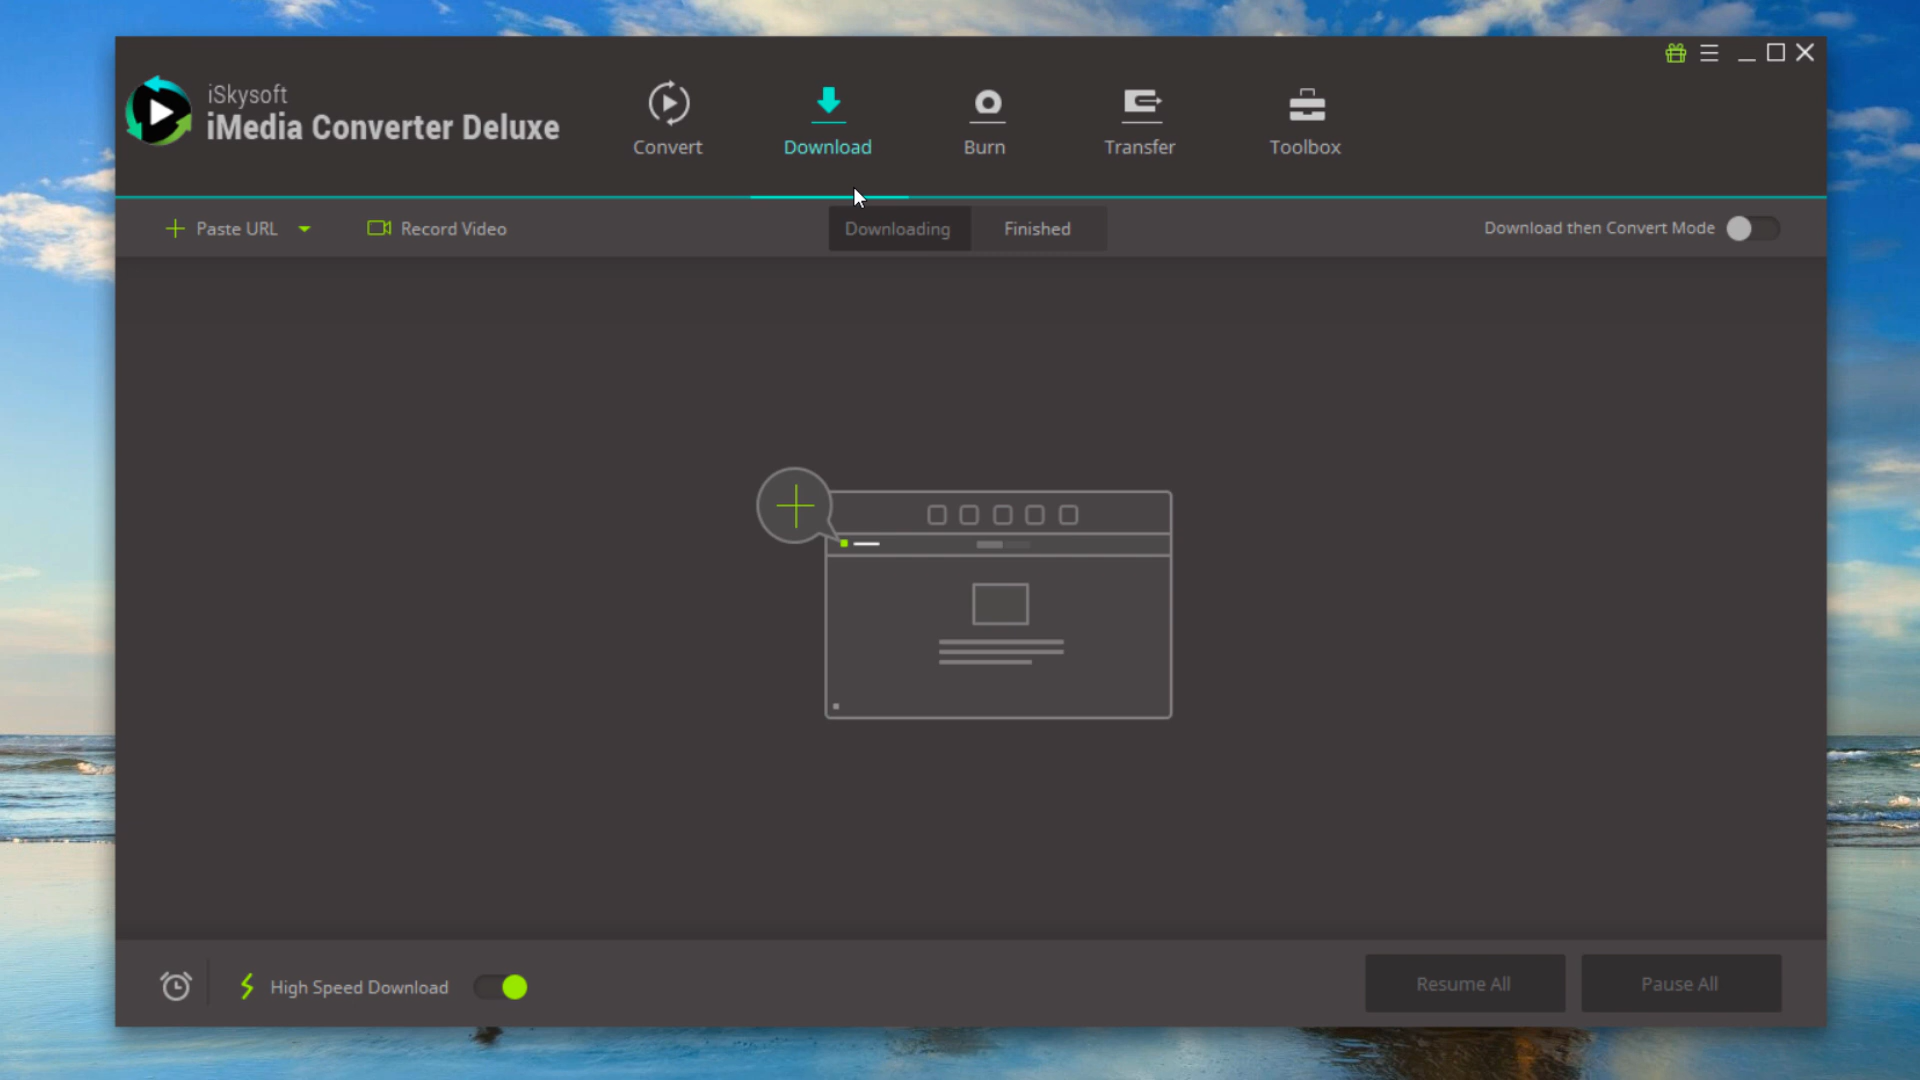 iSkysoft
iMedia Converter Deluxe
Convert
Download
Burn
Transfer
Toolbox
Paste URL
Record Video
Downloading
Finished
Download then Convert Mode
High Speed Download
Resume All
Pause All